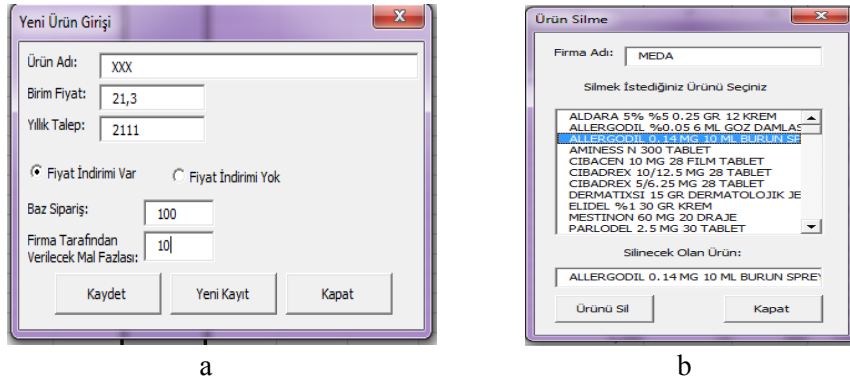 Yeni Ürün Girişi
Ürün Adı: XXX
Birim Fiyat: 21,3
Yıllık Talep: 2111
Fiyat İndirimi Var Fiyat İndirimi Yok
Baz Sipariş: 100
Firma Tarafından
Verilecek Mal Fazlası: 10
Kaydet Yeni Kayıt Kapat
a
Ürün Silme
Firma Adı: MEDA
Silmek İstediğiniz Ürünü Seçiniz
ALDARA 5% %5 0.25 GR 12 KREM
ALLERGODIL %0.05 6 ML GOZ DAMLAS
ALLERGODIL 0.14 MG 10 ML BURUN SP
AMINESS N 300 TABLET
CIBACEN 10 MG 28 FILM TABLET
CIBADREX 10/12.5 MG 28 TABLET
CIBADREX 5/6.25 MG 28 TABLET
DERMATIXSI 15 GR DERMATOLOJIK JE
ELIDEL %1 30 GR KREM
MESTINON 60 MG 20 DRAJE
PARLODEL 2.5 MG 30 TABLET
Silinecek Olan Ürün:
ALLERGODIL 0.14 MG 10 ML BURUN SPREY
Ürünü Sil Kapat
b